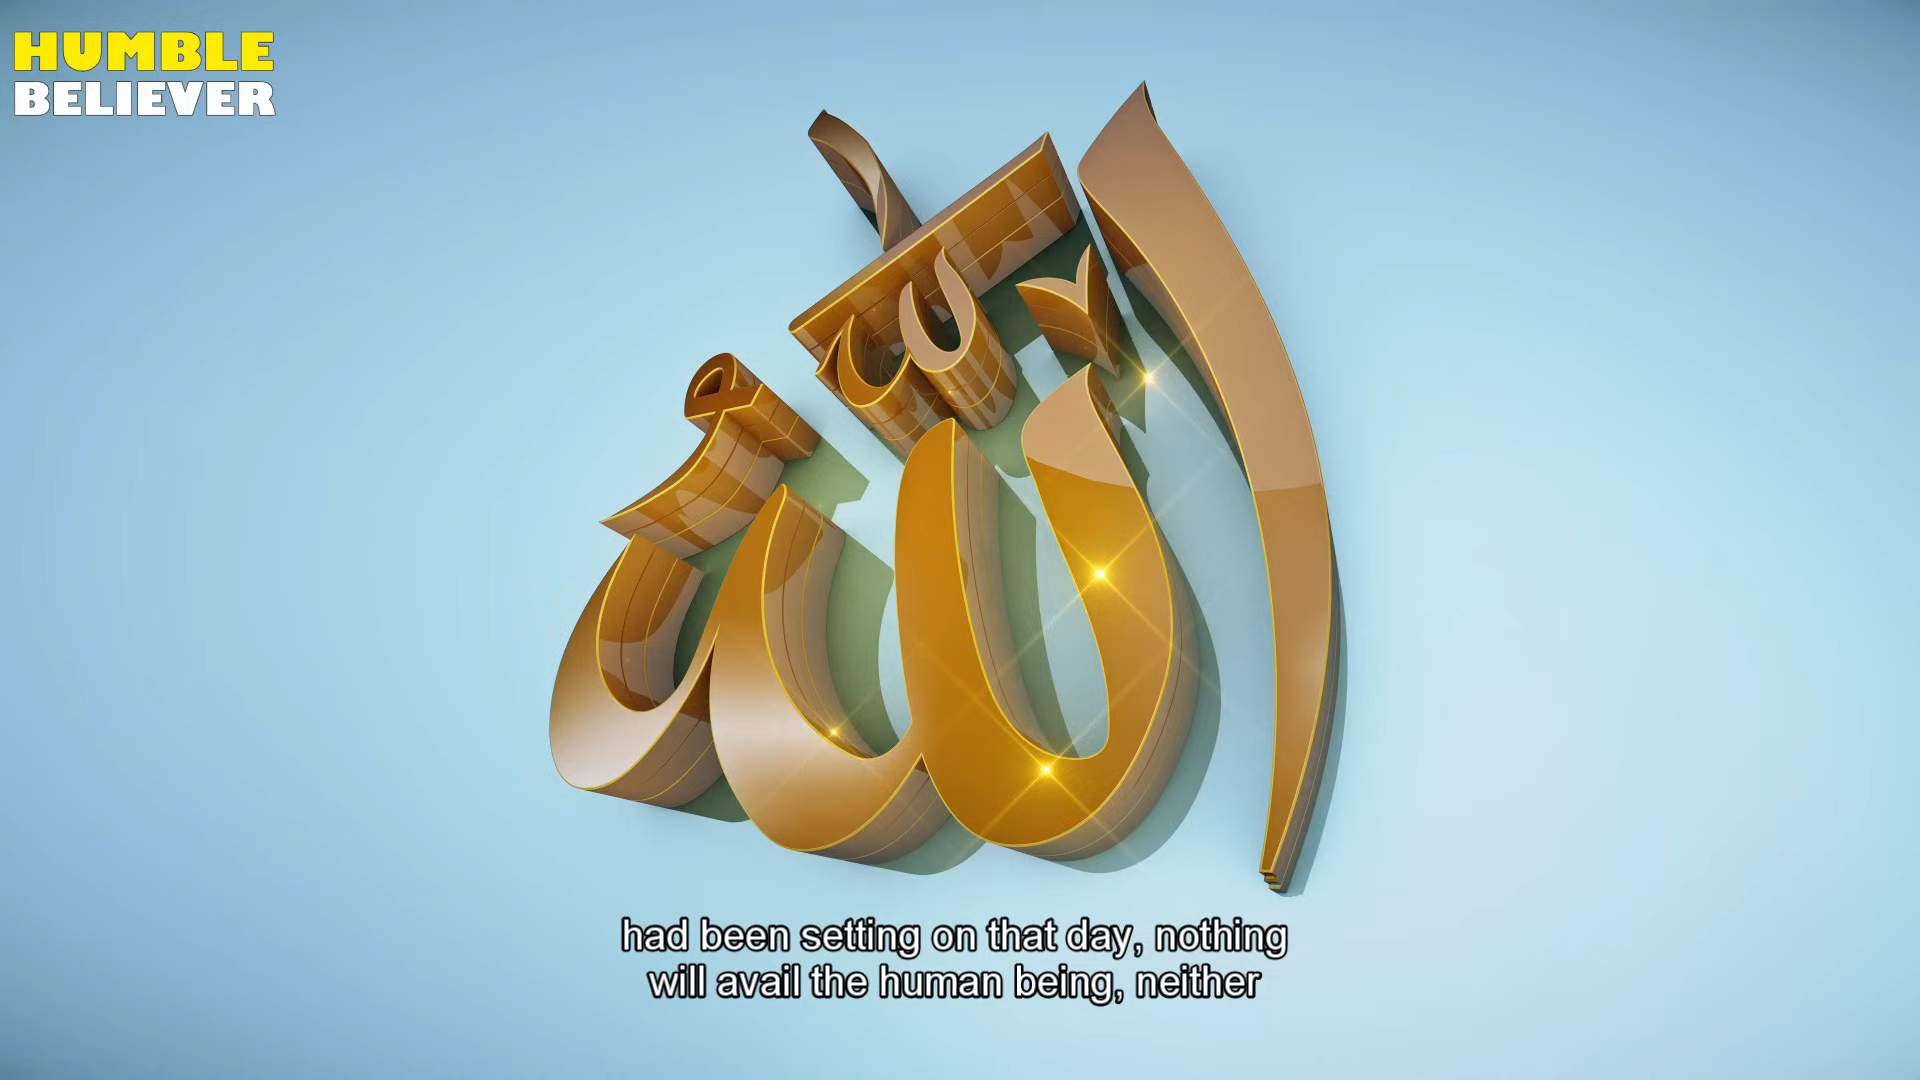 HUMBLE
BELIEVER
الله
had been setting on that day, nothing
will avail the human being, neither